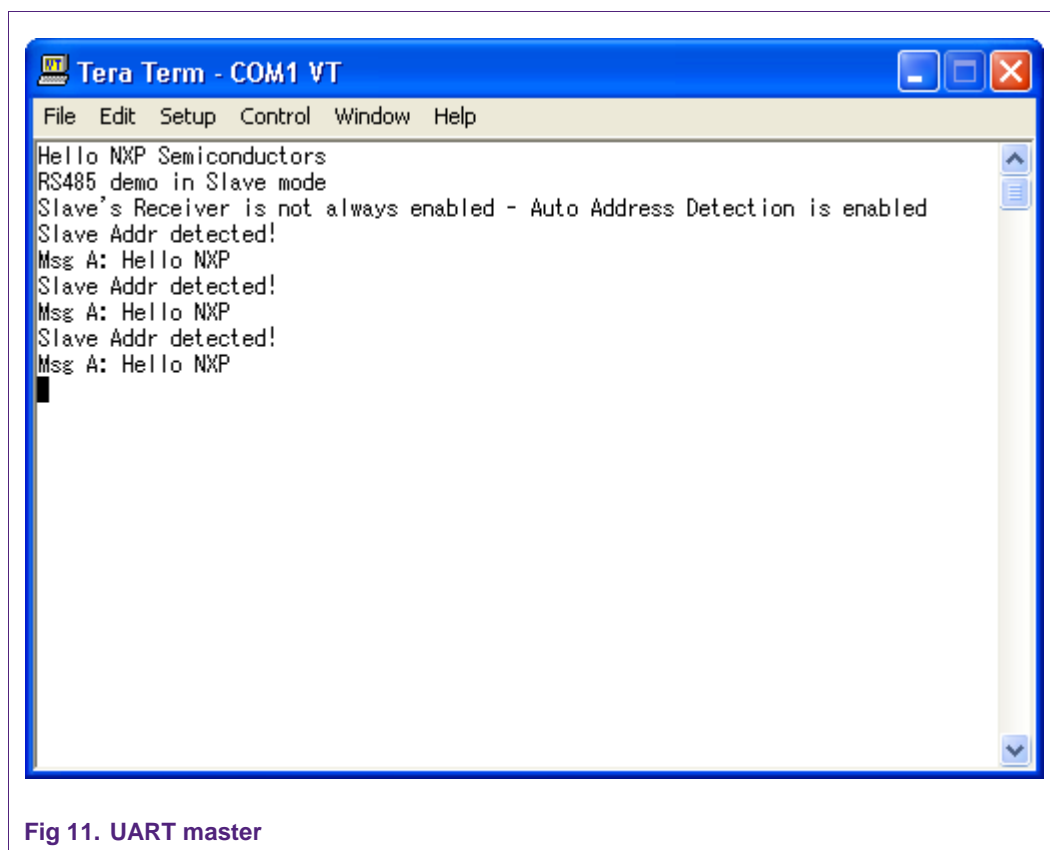 Tera Term - COM1 VT
File Edit Setup Control Window Help
Hello NXP Semiconductors
RS485 demo in Slave mode
Slave's Receiver is not always enabled - Auto Address Detection is enabled
Slave Addr detected!
Msg A: Hello NXP
Slave Addr detected!
Msg A: Hello NXP
Slave Addr detected!
Msg A: Hello NXP
Fig 11. UART master